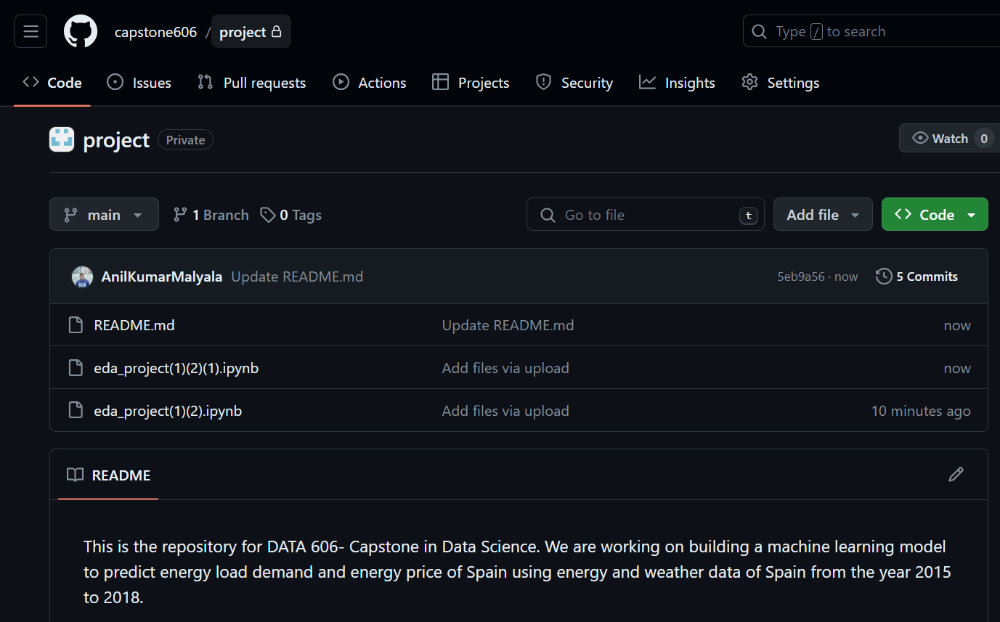 capstone606 / project
Type / to search
Code Issues Pull requests Actions Projects Security Insights Settings
project Private
Watch 0
main 1 Branch 0 Tags
Go to file t
Add file
Code
AnilKumarMalyala Update README.md 5eb9a56 · now 5 Commits
README.md Update README.md now
eda_project(1)(2)(1).ipynb Add files via upload now
eda_project(1)(2).ipynb Add files via upload 10 minutes ago
README
This is the repository for DATA 606- Capstone in Data Science. We are working on building a machine learning model
to predict energy load demand and energy price of Spain using energy and weather data of Spain from the year 2015
to 2018.